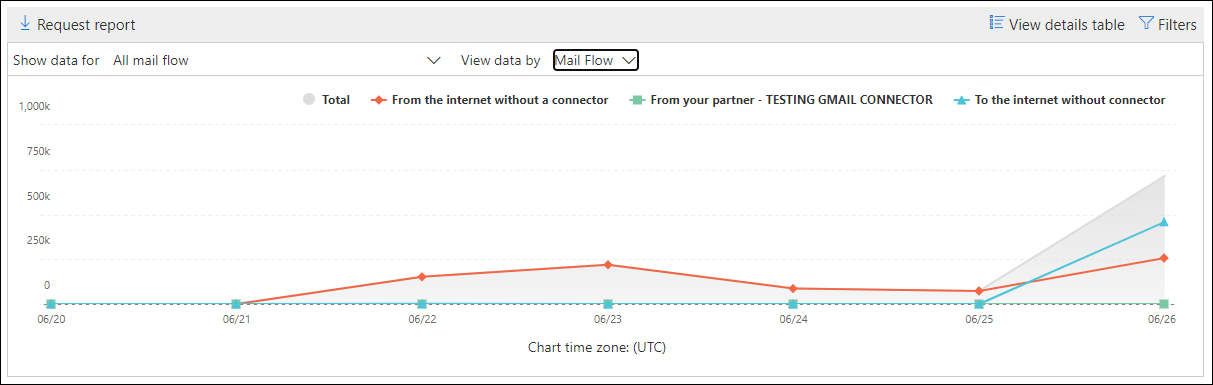 Request report
View details table
Filters
Show data for All mail flow
View data by Mail Flow
Total
From the internet without a connector
From your partner - TESTING GMAIL CONNECTOR
To the internet without connector
1,000k
750k
500k
250k
0
06/20 06/21 06/22 06/23 06/24 06/25 06/26
Chart time zone: (UTC)